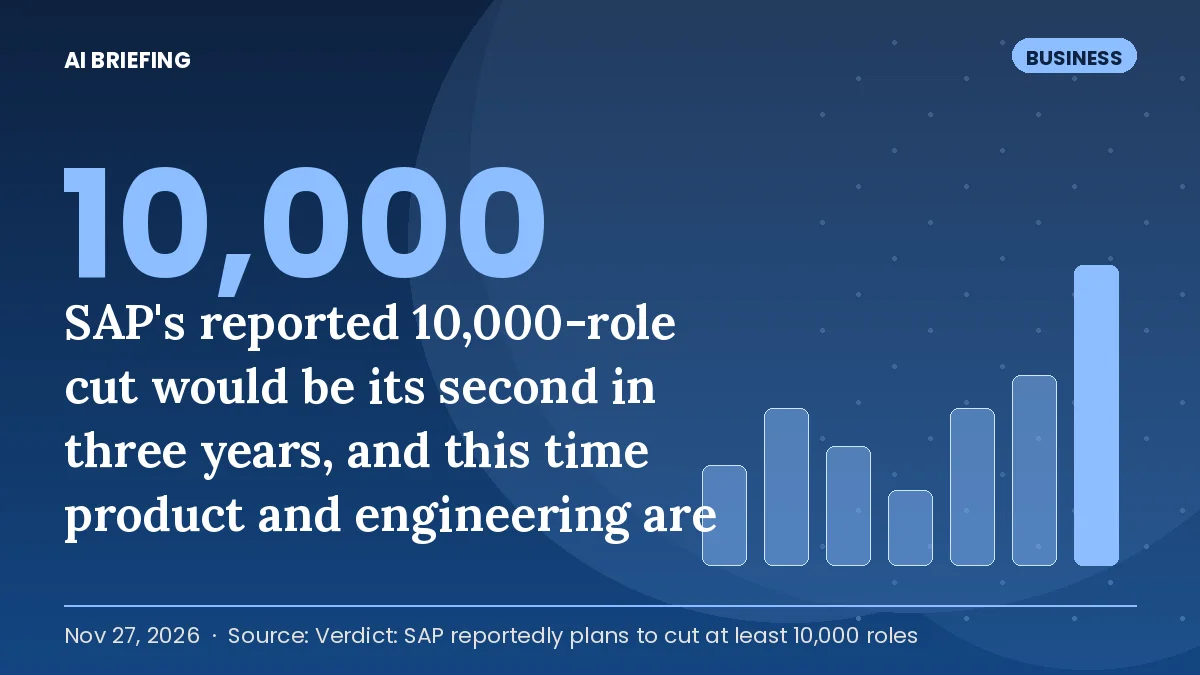 AI BRIEFING
BUSINESS
10,000
SAP's reported 10,000-role
cut would be its second in
three years, and this time
product and engineering are
Nov 27, 2026 · Source: Verdict: SAP reportedly plans to cut at least 10,000 roles